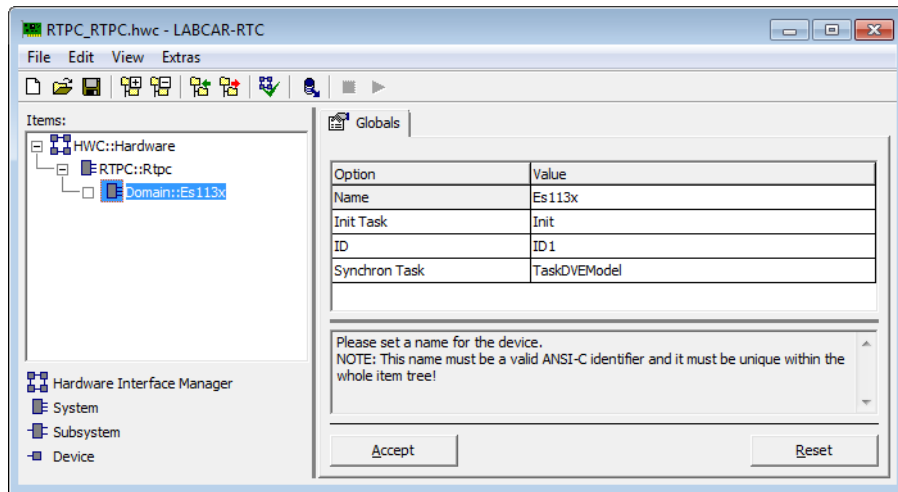 RTPC_RTPC.hwc - LABCAR-RTC
File Edit View Extras
Items:
HWC::Hardware
RTPC::Rtpc
Domain::Es113x
Hardware Interface Manager
System
Subsystem
Device
Globals
Option Value
Name Es113x
Init Task Init
ID ID1
Synchron Task TaskDVEModel
Please set a name for the device.
NOTE: This name must be a valid ANSI-C identifier and it must be unique within the
whole item tree!
Accept Reset